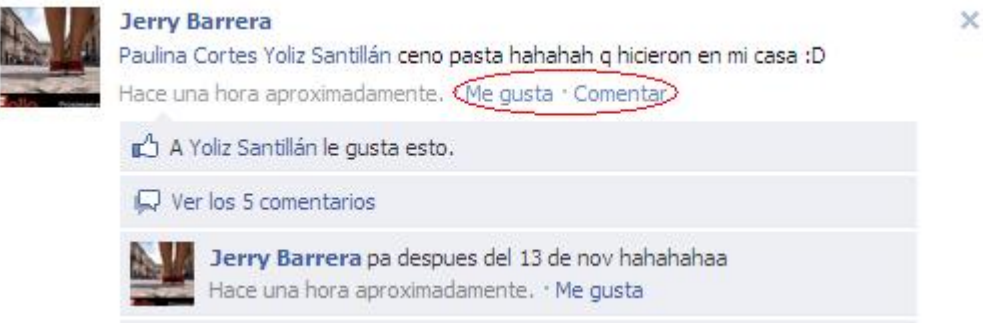 Jerry Barrera
Paulina Cortes Yoliz Santillán ceno pasta hahahah q hicieron en mi casa :D
Hace una hora aproximadamente. Me gusta · Comentar
A Yoliz Santillán le gusta esto.
Ver los 5 comentarios
Jerry Barrera pa despues del 13 de nov hahahahaa
Hace una hora aproximadamente. · Me gusta